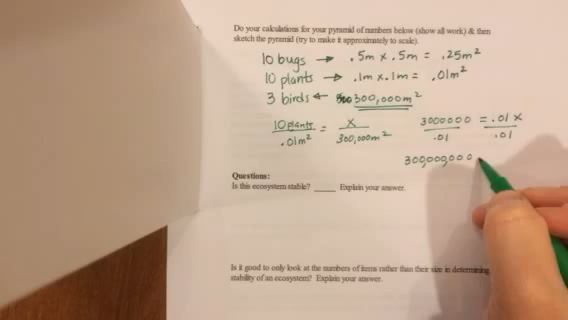 Do your calculations for your pyramid of numbers below (show all work) & then
sketch the pyramid (try to make it approximately to scale).
10 bugs → .5m x .5m = .25m²
10 plants → .1m x .1m = .01m²
3 birds ← 300,000m²
10 plants / .01m² = x / 300,000m²
3000000 / .01 = .01 x / .01
300,000,000
Questions:
Is this ecosystem stable? _____ Explain your answer.
Is it good to only look at the numbers of items rather than their size in determining
stability of an ecosystem? Explain your answer.